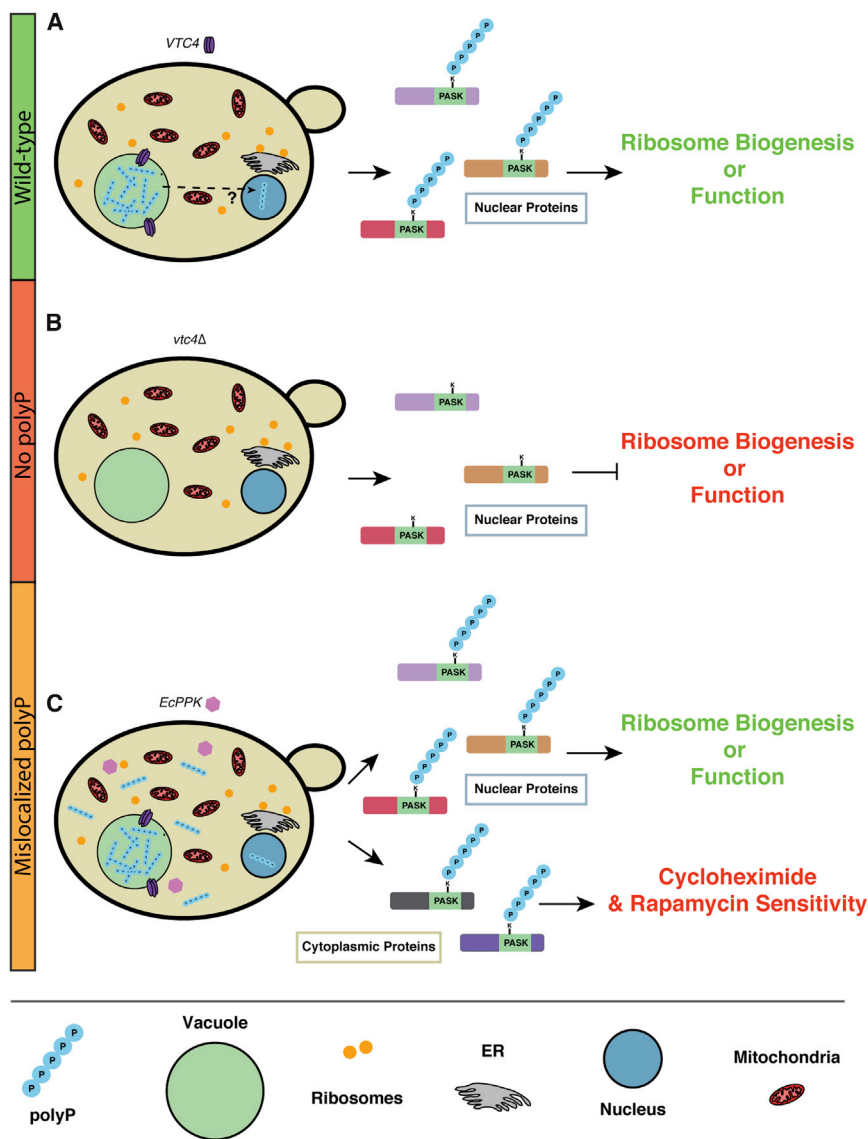 A
Wild-type
VTC4
?
P P P P P P
K
PASK
P P P P P P
K
PASK
P P P P P P
K
PASK
Nuclear Proteins
Ribosome Biogenesis
or
Function
B
No polyP
vtc4Δ
K
PASK
K
PASK
K
PASK
Nuclear Proteins
Ribosome Biogenesis
or
Function
C
Mislocalized polyP
EcPPK
P P P P P
K
PASK
P P P P P P
K
PASK
P P P P P P
K
PASK
Nuclear Proteins
Ribosome Biogenesis
or
Function
P P P P P P
K
PASK
P P P P P
K
PASK
Cytoplasmic Proteins
Cycloheximide
& Rapamycin Sensitivity
P P P P P
polyP
Vacuole
Ribosomes
ER
Nucleus
Mitochondria